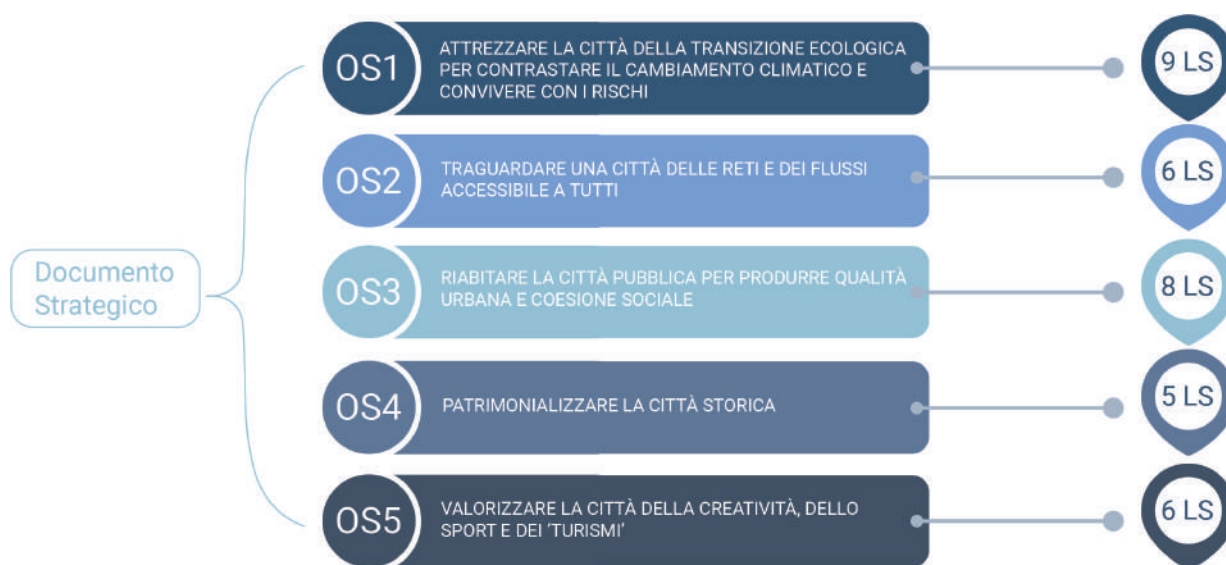 Documento
Strategico
OS1
ATTREZZARE LA CITTÀ DELLA TRANSIZIONE ECOLOGICA
PER CONTRASTARE IL CAMBIAMENTO CLIMATICO E
CONVIVERE CON I RISCHI
9 LS
OS2
TRAGUARDARE UNA CITTÀ DELLE RETI E DEI FLUSSI
ACCESSIBILE A TUTTI
6 LS
OS3
RIABITARE LA CITTÀ PUBBLICA PER PRODURRE QUALITÀ
URBANA E COESIONE SOCIALE
8 LS
OS4
PATRIMONIALIZZARE LA CITTÀ STORICA
5 LS
OS5
VALORIZZARE LA CITTÀ DELLA CREATIVITÀ, DELLO
SPORT E DEI ‘TURISMI’
6 LS